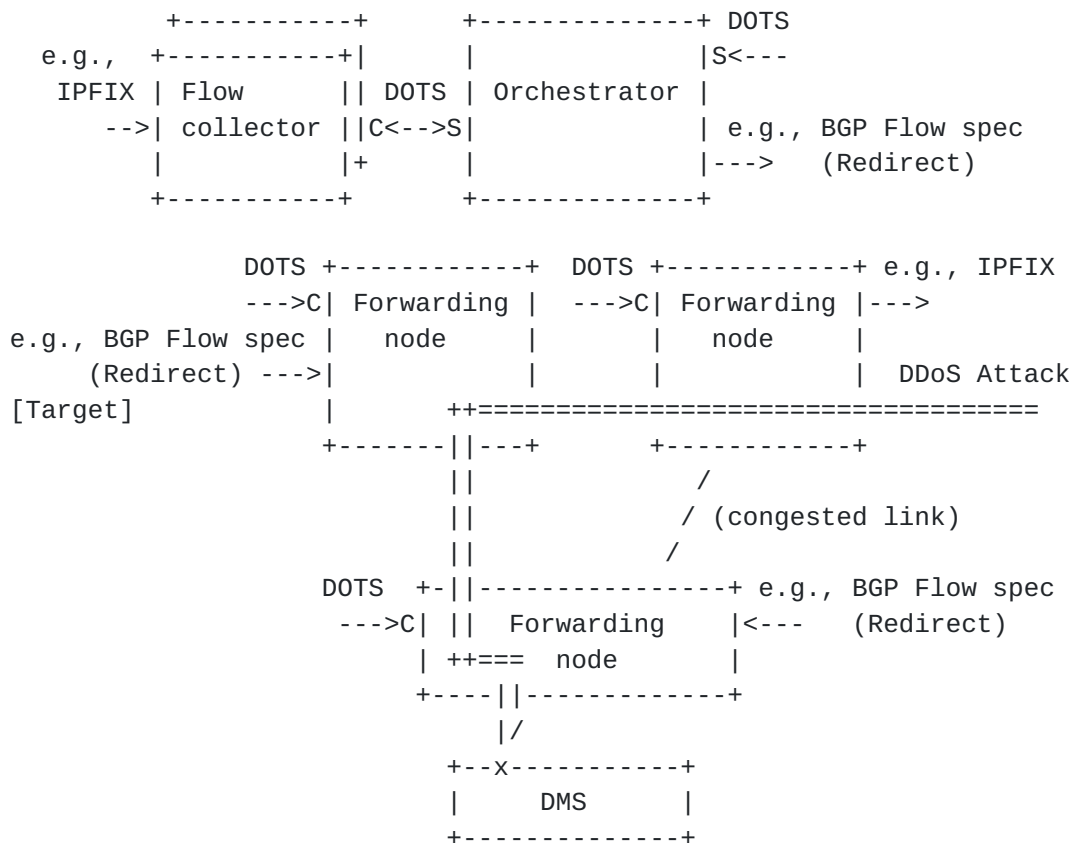 +-----------+ +--------------+ DOTS
e.g., +-----------+| | |S<---
IPFIX | Flow || DOTS | Orchestrator |
-->| collector ||C<-->S| | e.g., BGP Flow spec
| |+ | |---> (Redirect)
+-----------+ +--------------+
DOTS +------------+ DOTS +------------+ e.g., IPFIX
--->C| Forwarding | --->C| Forwarding |--->
e.g., BGP Flow spec | node | | node |
(Redirect) --->| | | | DDoS Attack
[Target] | ++====================================
+-------||---+ +------------+
|| /
|| / (congested link)
|| /
DOTS +-||----------------+ e.g., BGP Flow spec
--->C| || Forwarding |<--- (Redirect)
| ++=== node |
+----||-------------+
|/
+--x-----------+
| DMS |
+--------------+